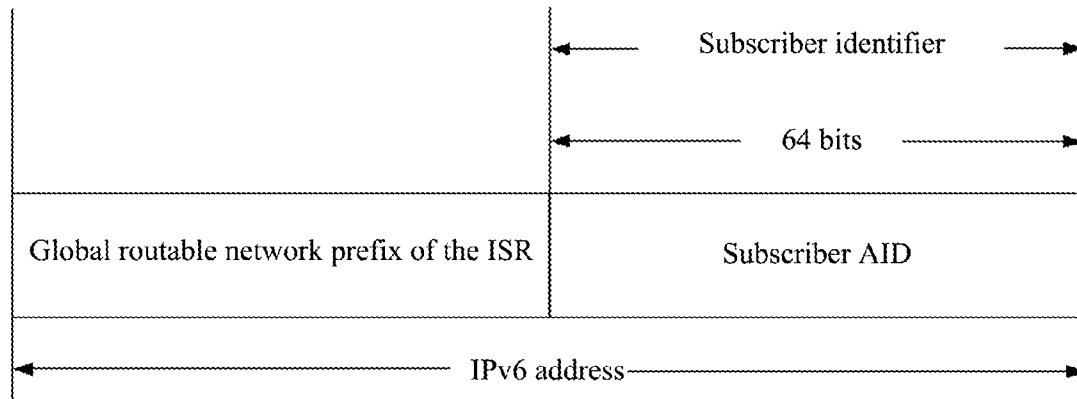 Subscriber identifier
64 bits
Global routable network prefix of the ISR
Subscriber AID
IPv6 address